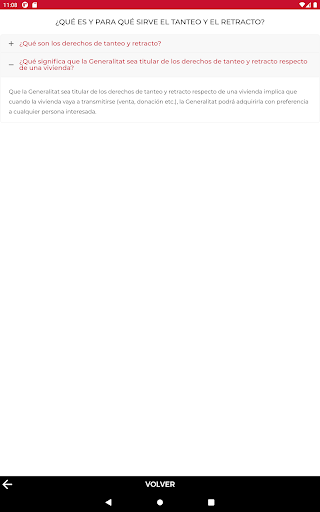 11:08
¿QUÉ ES Y PARA QUÉ SIRVE EL TANTEO Y EL RETRACTO?
+ ¿Qué son los derechos de tanteo y retracto?
− ¿Qué significa que la Generalitat sea titular de los derechos de tanteo y retracto respecto
de una vivienda?
Que la Generalitat sea titular de los derechos de tanteo y retracto respecto de una vivienda implica que
cuando la vivienda vaya a transmitirse (venta, donación etc.), la Generalitat podrá adquirirla con preferencia
a cualquier persona interesada.
VOLVER